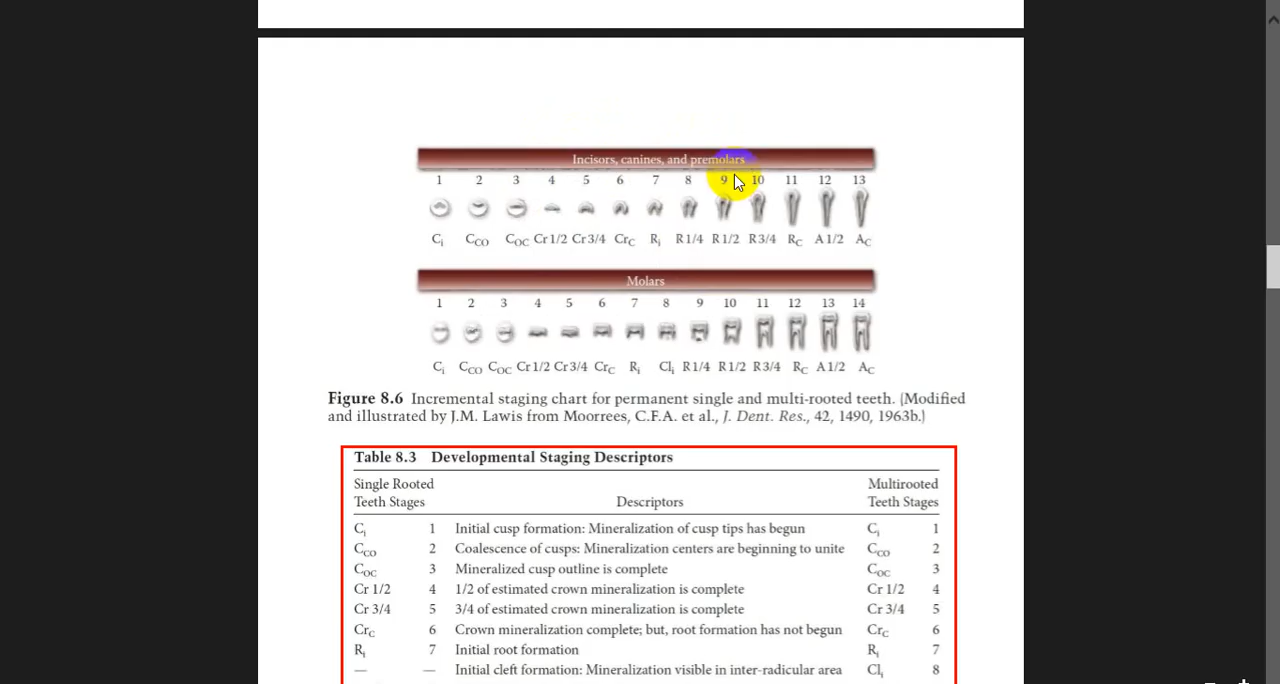 Incisors, canines, and premolars
1 2 3 4 5 6 7 8 9 10 11 12 13
Ci CCO COC Cr 1/2 Cr 3/4 CrC Ri R 1/4 R 1/2 R 3/4 RC A 1/2 AC
Molars
1 2 3 4 5 6 7 8 9 10 11 12 13 14
Ci CCO COC Cr 1/2 Cr 3/4 CrC Ri Cli R 1/4 R 1/2 R 3/4 RC A 1/2 AC
Figure 8.6 Incremental staging chart for permanent single and multi-rooted teeth. (Modified
and illustrated by J.M. Lawis from Moorrees, C.F.A. et al., J. Dent. Res., 42, 1490, 1963b.)
Table 8.3 Developmental Staging Descriptors
Single Rooted Multirooted
Teeth Stages Descriptors Teeth Stages
Ci 1 Initial cusp formation: Mineralization of cusp tips has begun Ci 1
CCO 2 Coalescence of cusps: Mineralization centers are beginning to unite CCO 2
COC 3 Mineralized cusp outline is complete COC 3
Cr 1/2 4 1/2 of estimated crown mineralization is complete Cr 1/2 4
Cr 3/4 5 3/4 of estimated crown mineralization is complete Cr 3/4 5
CrC 6 Crown mineralization complete; but, root formation has not begun CrC 6
Ri 7 Initial root formation Ri 7
— — Initial cleft formation: Mineralization visible in inter-radicular area Cli 8